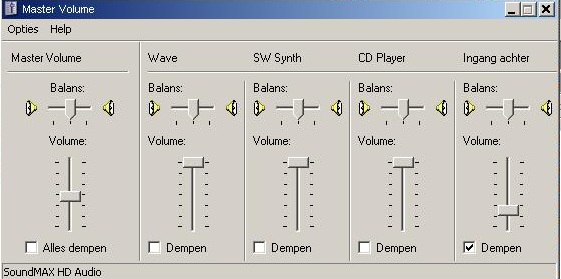 Master Volume
Opties Help
Master Volume Wave SW Synth CD Player Ingang achter
Balans: Balans: Balans: Balans: Balans:
Volume: Volume: Volume: Volume: Volume:
Alles dempen Dempen Dempen Dempen Dempen
SoundMAX HD Audio